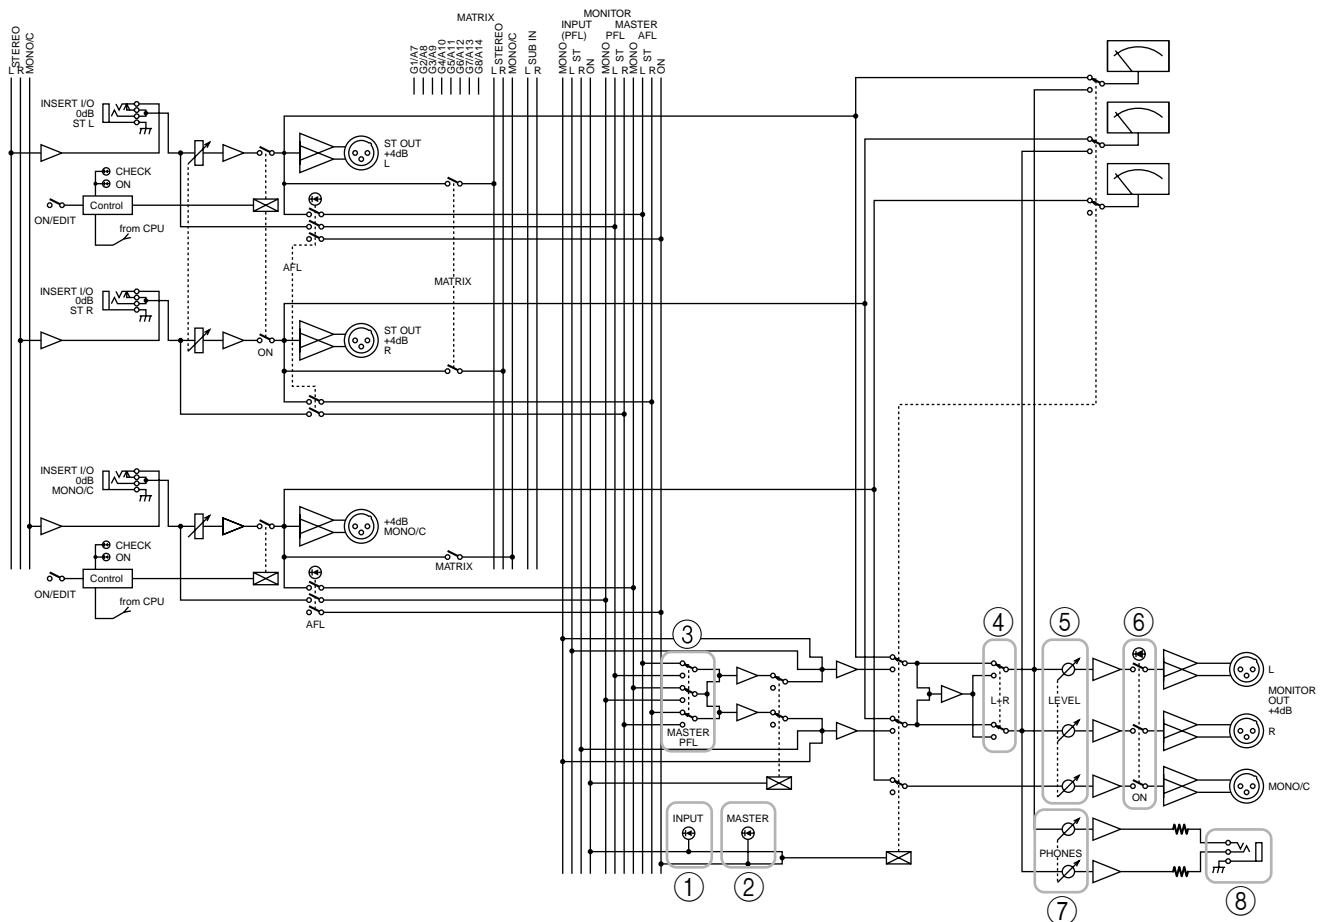 MATRIX
MONITOR
INPUT
(PFL)
MASTER
PFL AFL
L STEREO
R
MONO/C
G1/A7
G2/A8
G3/A9
G4/A10
G5/A11
G6/A12
G7/A13
G8/A14
L STEREO
R
MONO/C
L SUB IN
R
MONO
L ST
R
ON
MONO
L ST
R
MONO
L ST
R
ON
INSERT I/O
0dB
ST L
ST OUT
+4dB
L
CHECK
ON
Control
ON/EDIT
from CPU
AFL
MATRIX
INSERT I/O
0dB
ST R
ON
ST OUT
+4dB
R
INSERT I/O
0dB
MONO/C
+4dB
MONO/C
CHECK
ON
Control
ON/EDIT
from CPU
AFL
MATRIX
③
MASTER
PFL
④
L+R
⑤
LEVEL
⑥
ON
L
MONITOR
OUT
+4dB
R
MONO/C
INPUT
①
MASTER
②
PHONES
⑦
⑧